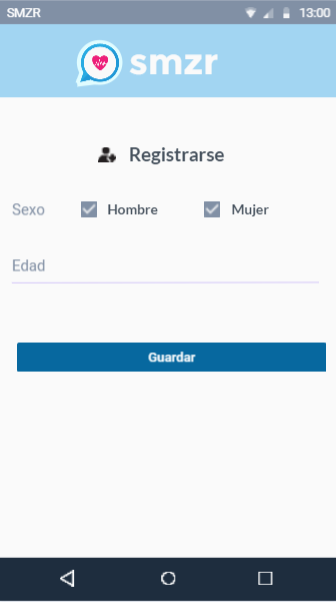 SMZR 13:00
smzr
Registrarse
Sexo Hombre Mujer
Edad
Guardar